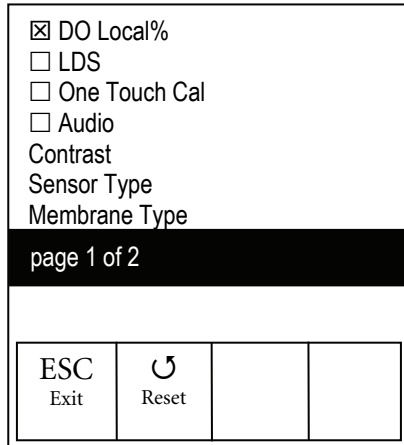 ☒ DO Local%
☐ LDS
☐ One Touch Cal
☐ Audio
Contrast
Sensor Type
Membrane Type
page 1 of 2
ESC ↺
Exit Reset